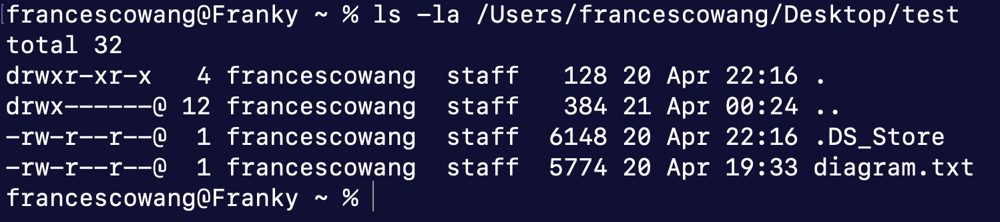 francescowang@Franky ~ % ls -la /Users/francescowang/Desktop/test
total 32
drwxr-xr-x   4 francescowang  staff   128 20 Apr 22:16 .
drwx------@ 12 francescowang  staff   384 21 Apr 00:24 ..
-rw-r--r--@  1 francescowang  staff  6148 20 Apr 22:16 .DS_Store
-rw-r--r--@  1 francescowang  staff  5774 20 Apr 19:33 diagram.txt
francescowang@Franky ~ %